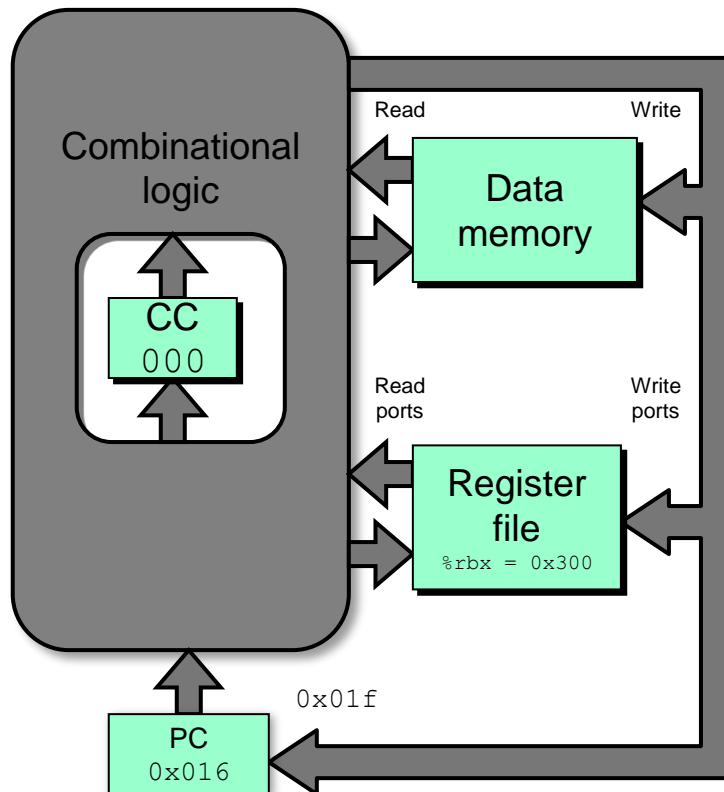 Read
Write
Combinational
logic
Data
memory
CC
000
Read
ports
Write
ports
Register
file
%rbx = 0x300
0x01f
PC
0x016